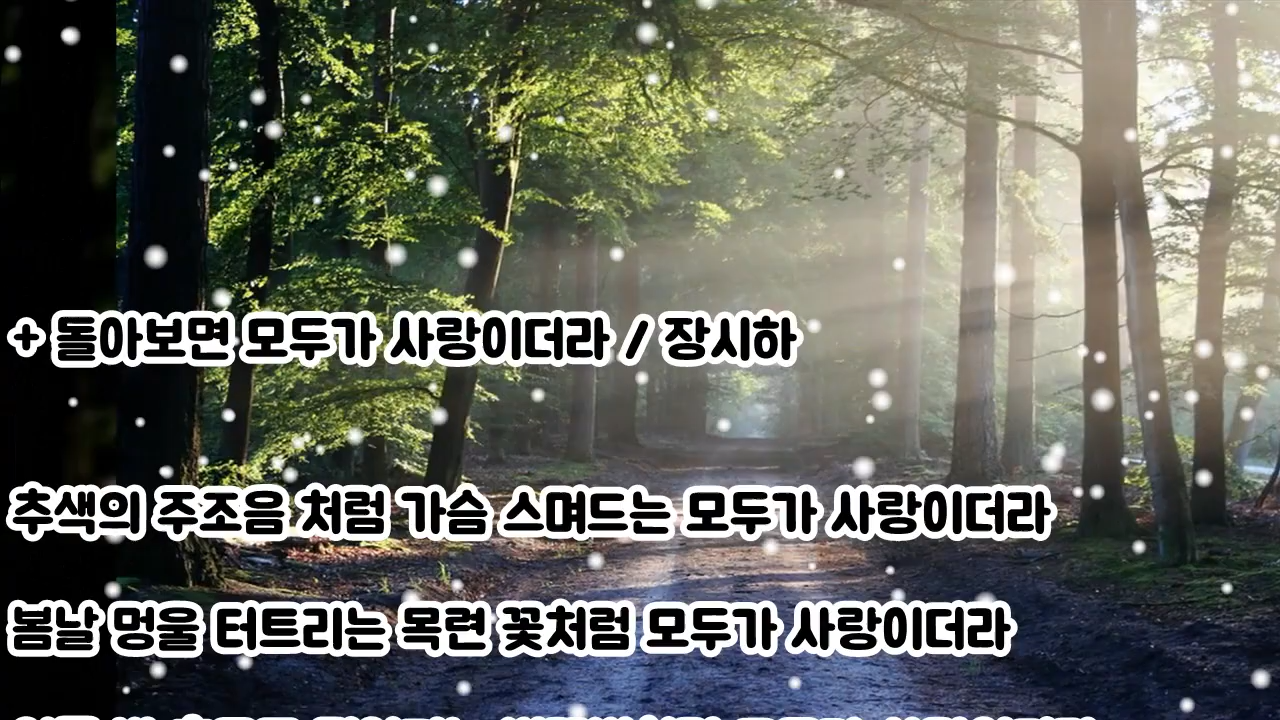 + 돌아보면 모두가 사랑이더라 / 장시하
추색의 주조음 처럼 가슴 스며드는 모두가 사랑이더라
봄날 멍울 터트리는 목련 꽃처럼 모두가 사랑이더라